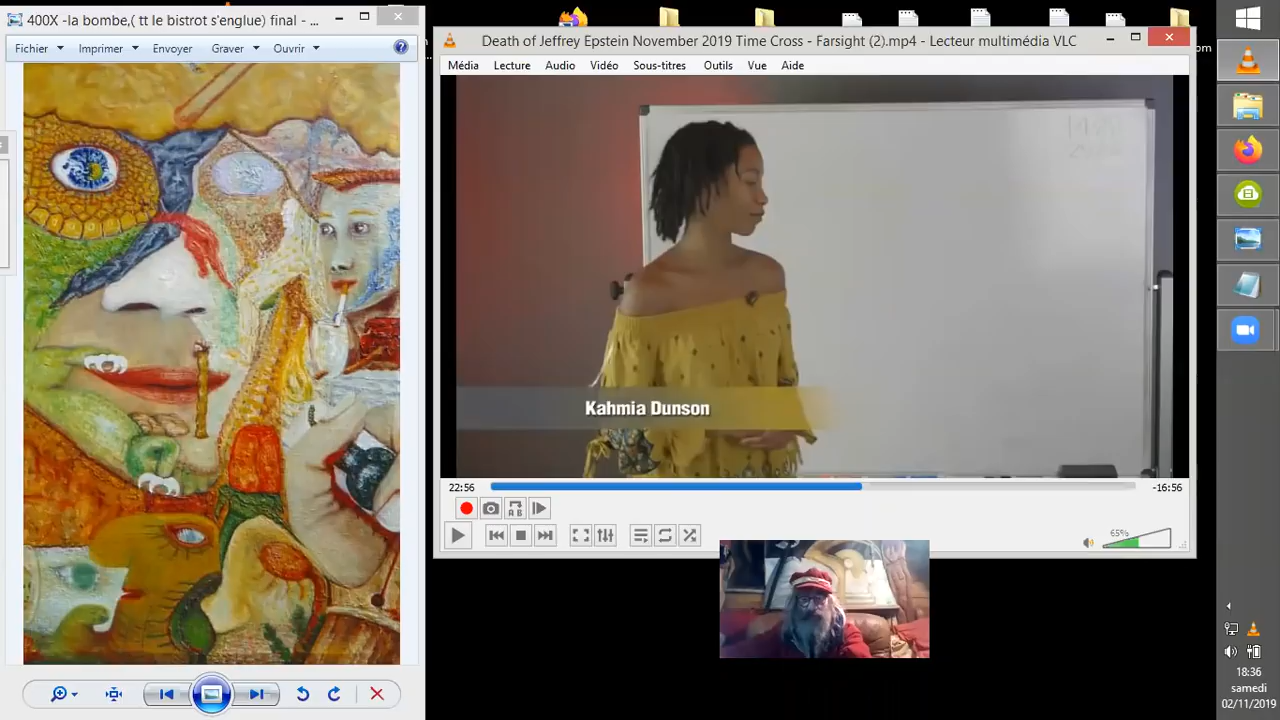 400X -la bombe,( tt le bistrot s'englue) final - ...
Fichier Imprimer Envoyer Graver Ouvrir
Death of Jeffrey Epstein November 2019 Time Cross - Farsight (2).mp4 - Lecteur multimédia VLC
Média Lecture Audio Vidéo Sous-titres Outils Vue Aide
Kahmia Dunson
22:56
-16:56
65%
om
18:36
samedi
02/11/2019